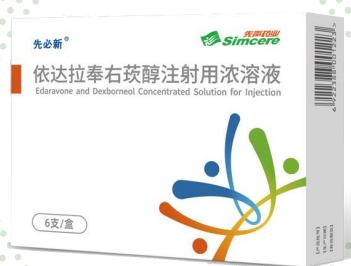 先必新®
先声药业
Simcere
依达拉奉右莰醇注射用浓溶液
Edaravone and Dexborneol Concentrated Solution for Injection
6支/盒